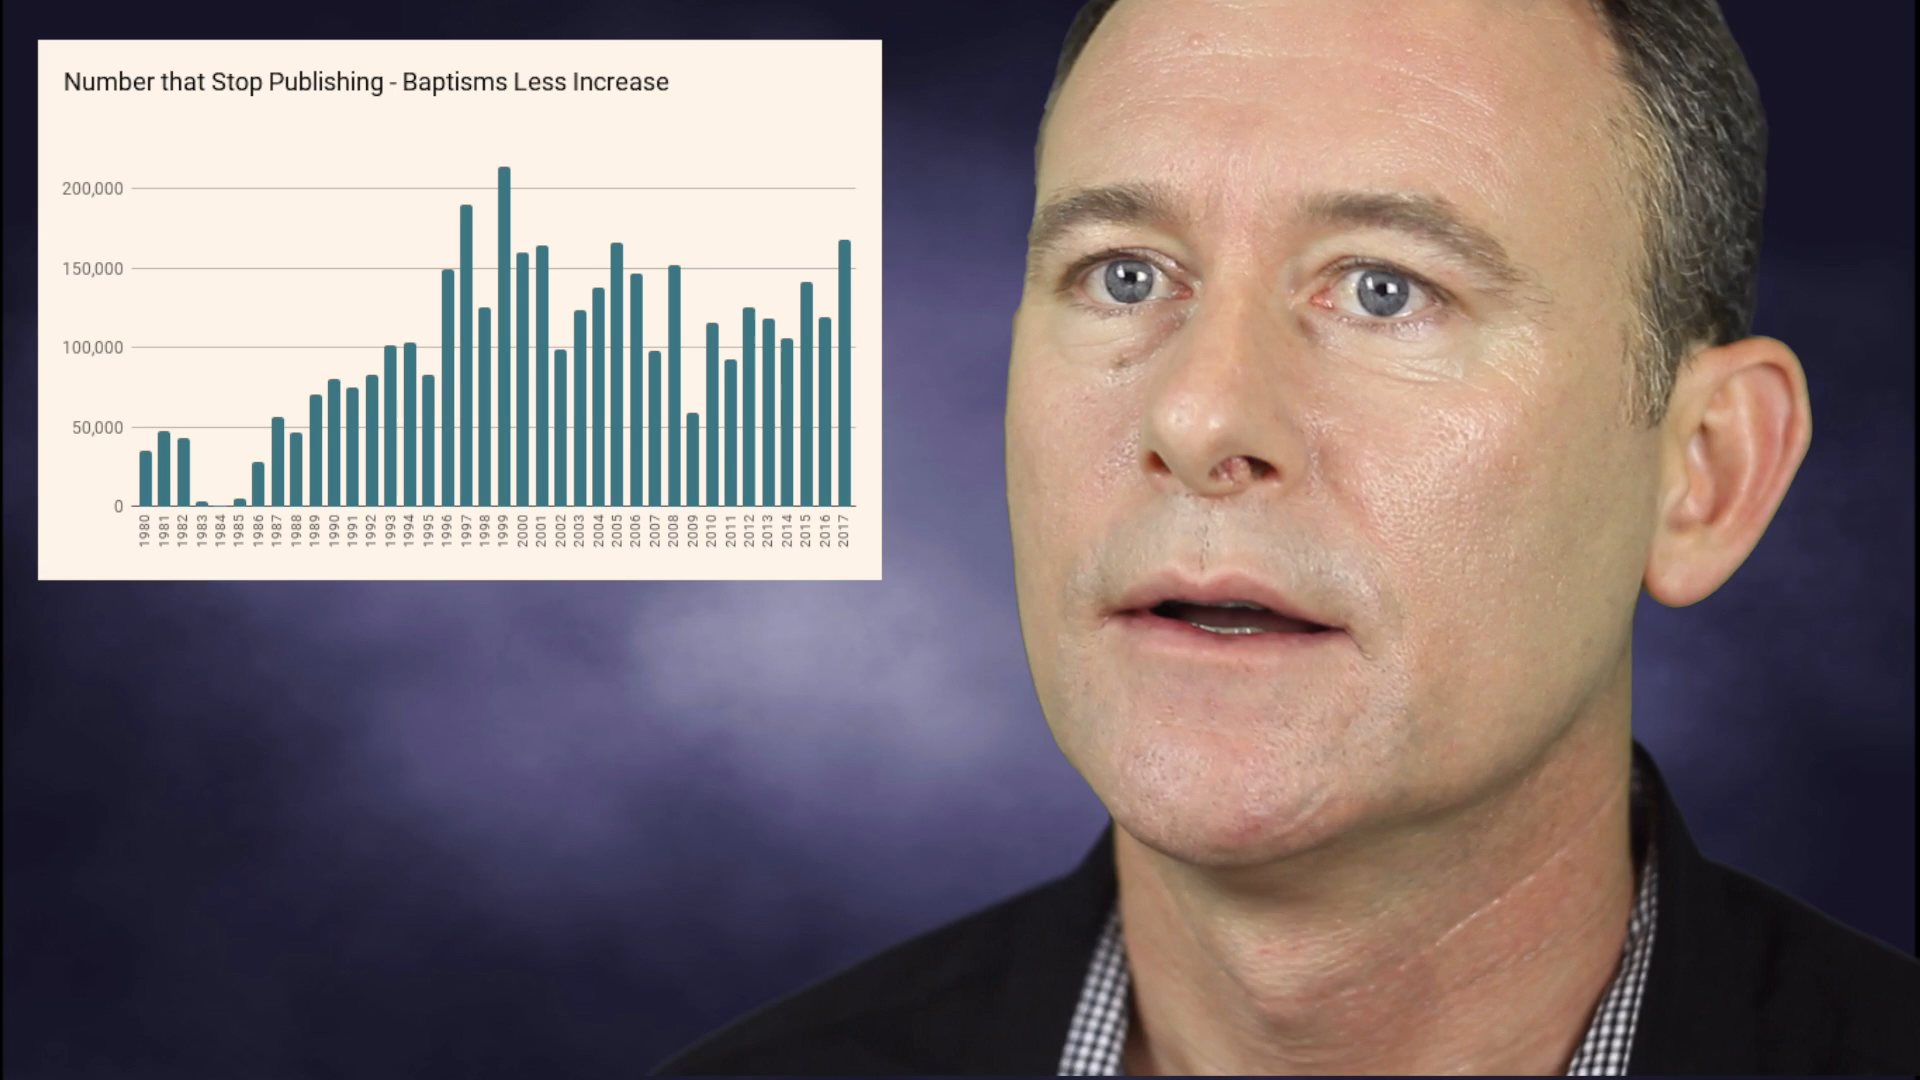 Number that Stop Publishing - Baptisms Less Increase
200,000
150,000
100,000
50,000
0
1980 1981 1982 1983 1984 1985 1986 1987 1988 1989 1990 1991 1992 1993 1994 1995 1996 1997 1998 1999 2000 2001 2002 2003 2004 2005 2006 2007 2008 2009 2010 2011 2012 2013 2014 2015 2016 2017